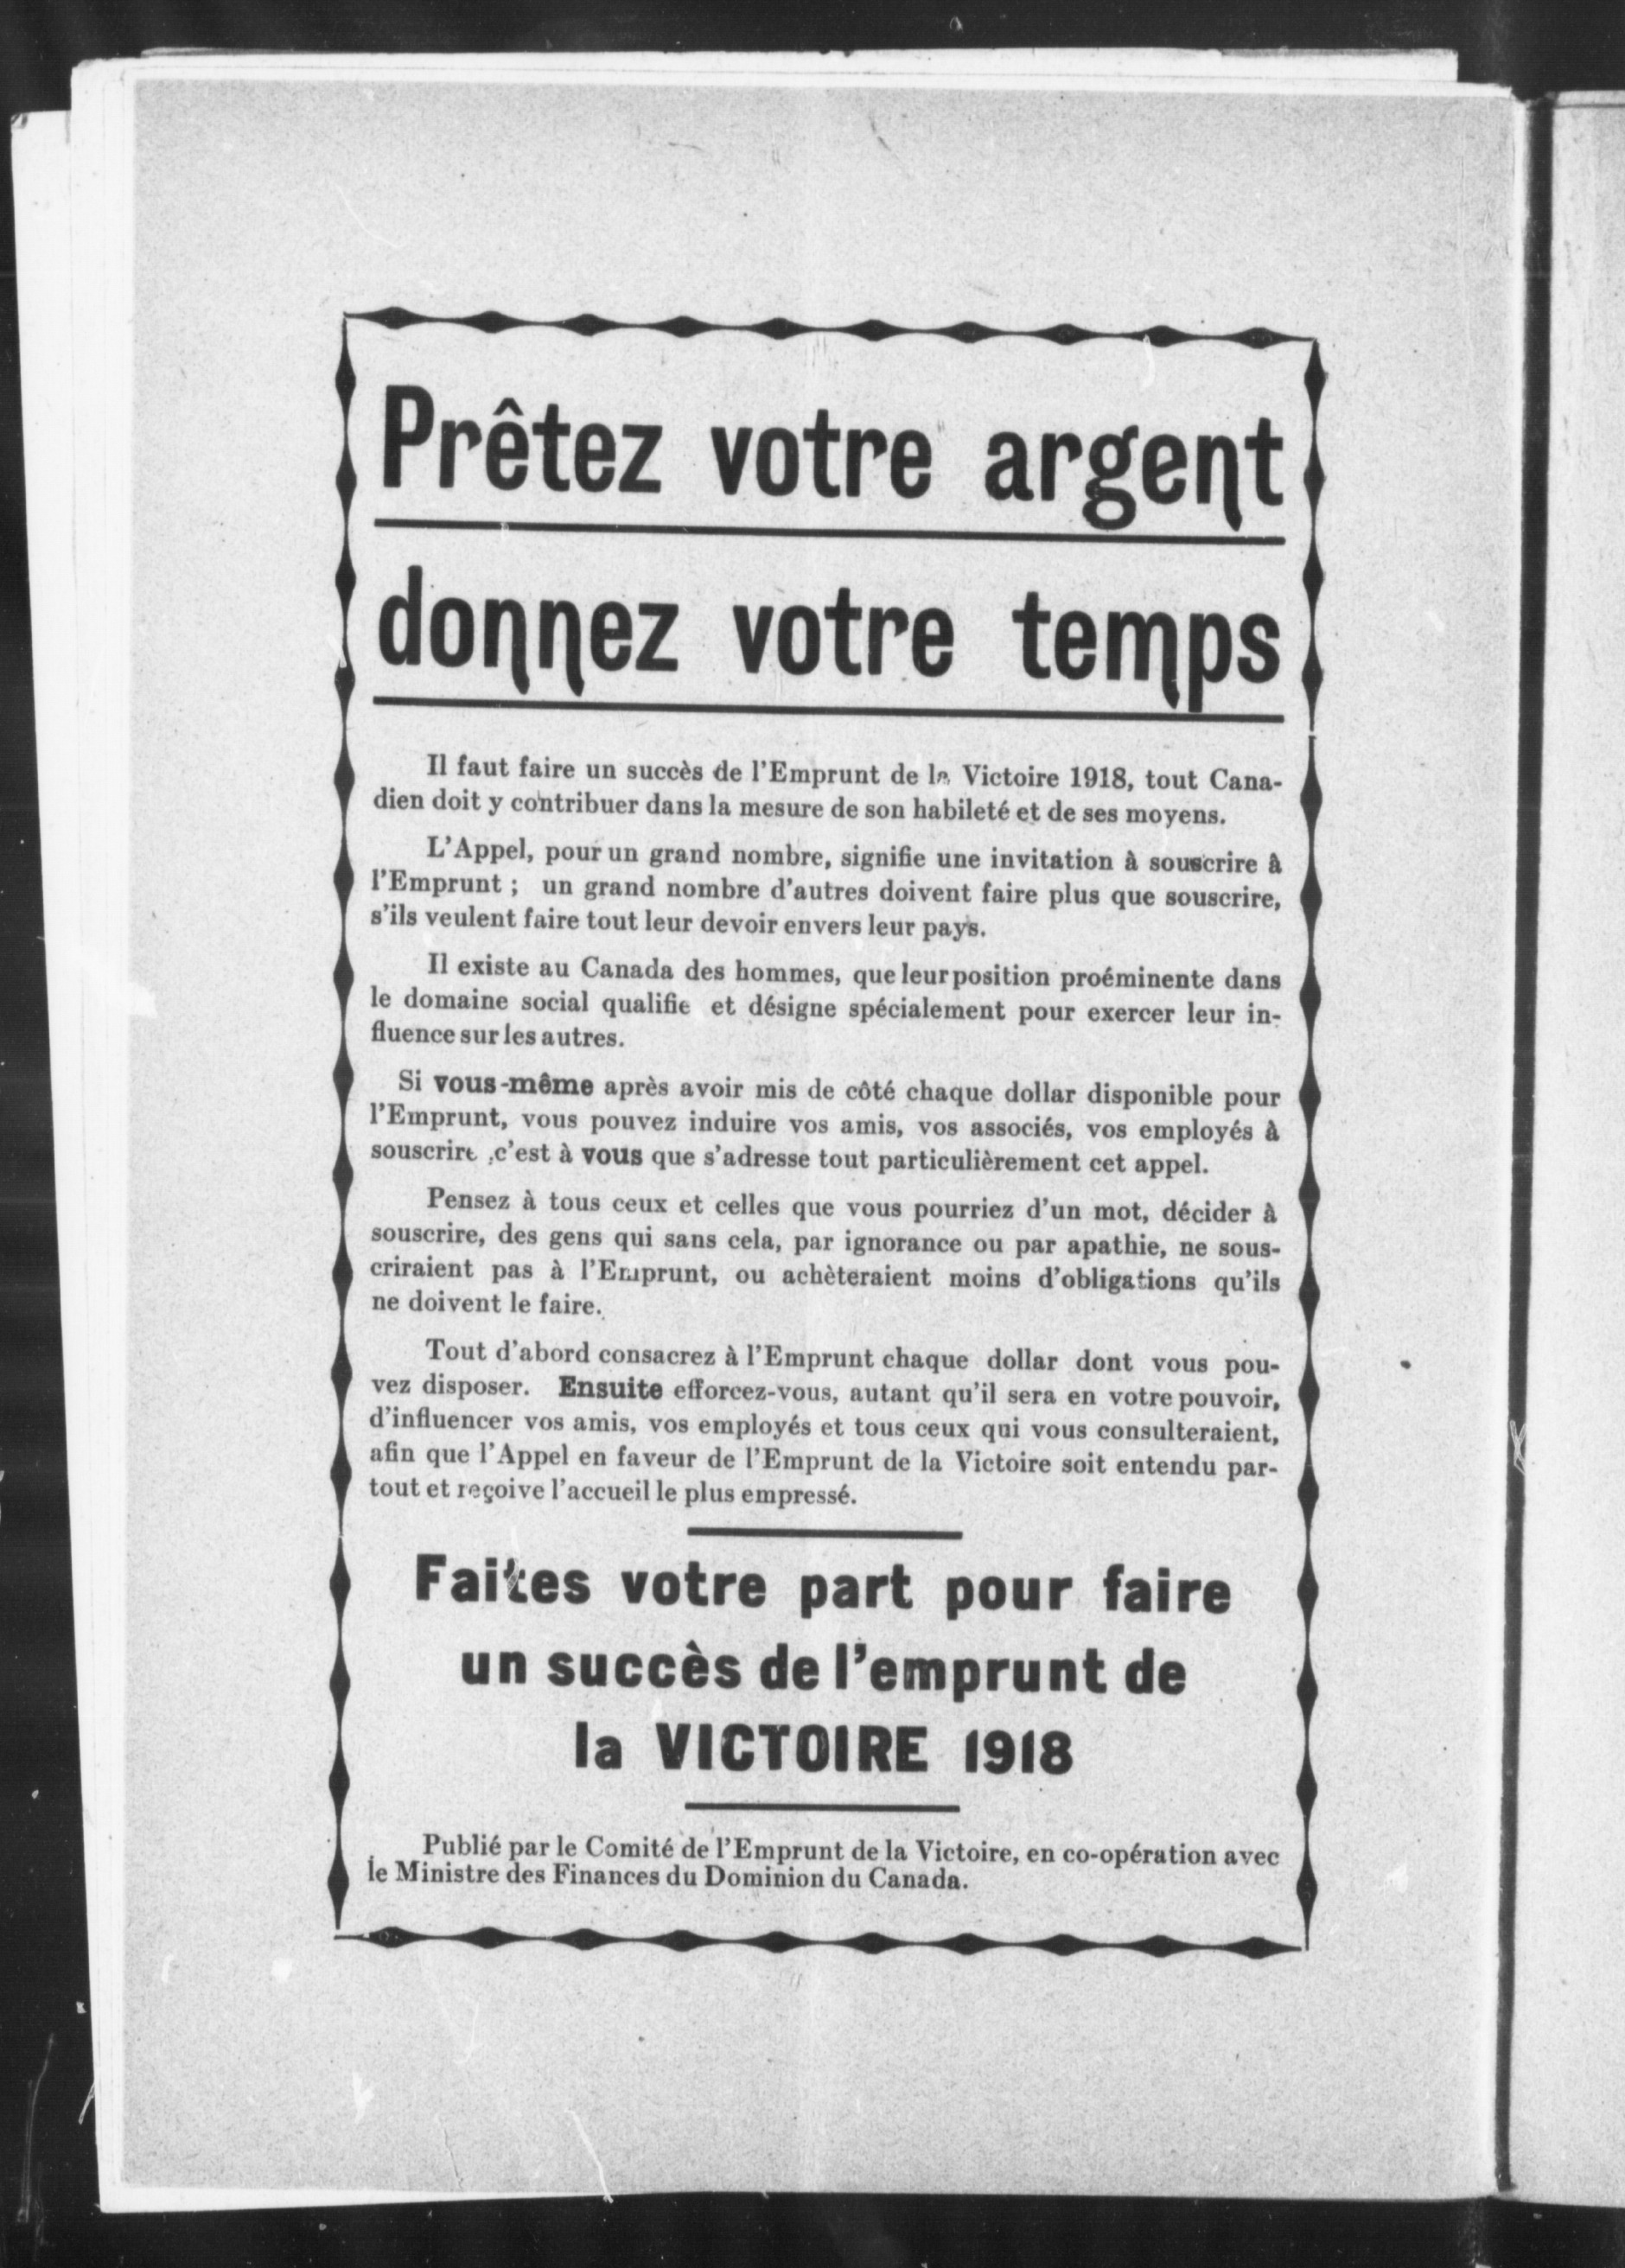 Prêtez votre argent
donnez votre temps
Il faut faire un succès de l'Emprunt de la Victoire 1918, tout Cana-
dien doit y contribuer dans la mesure de son habileté et de ses moyens.
L'Appel, pour un grand nombre, signifie une invitation à souscrire à
l'Emprunt ; un grand nombre d'autres doivent faire plus que souscrire,
s'ils veulent faire tout leur devoir envers leur pays.
Il existe au Canada des hommes, que leur position proéminente dans
le domaine social qualifie et désigne spécialement pour exercer leur in-
fluence sur les autres.
Si vous-même après avoir mis de côté chaque dollar disponible pour
l'Emprunt, vous pouvez induire vos amis, vos associés, vos employés à
souscrire ,c'est à vous que s'adresse tout particulièrement cet appel.
Pensez à tous ceux et celles que vous pourriez d'un mot, décider à
souscrire, des gens qui sans cela, par ignorance ou par apathie, ne sous-
criraient pas à l'Emprunt, ou achèteraient moins d'obligations qu'ils
ne doivent le faire.
Tout d'abord consacrez à l'Emprunt chaque dollar dont vous pou-
vez disposer. Ensuite efforcez-vous, autant qu'il sera en votre pouvoir,
d'influencer vos amis, vos employés et tous ceux qui vous consulteraient,
afin que l'Appel en faveur de l'Emprunt de la Victoire soit entendu par-
tout et reçoive l'accueil le plus empressé.
Faites votre part pour faire
un succès de l'emprunt de
la VICTOIRE 1918
Publié par le Comité de l'Emprunt de la Victoire, en co-opération avec
le Ministre des Finances du Dominion du Canada.